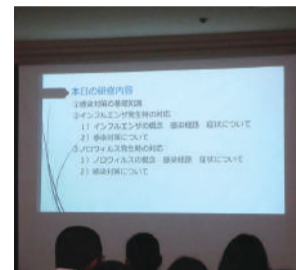 本日の研修内容
①感染対策の基礎知識
②インフルエンザ発生時の対応
1）インフルエンザの概念 感染経路 症状について
2）感染対策について
③ノロウィルス発生時の対応
1）ノロウィルスの概念 感染経路 症状について
2）感染対策について